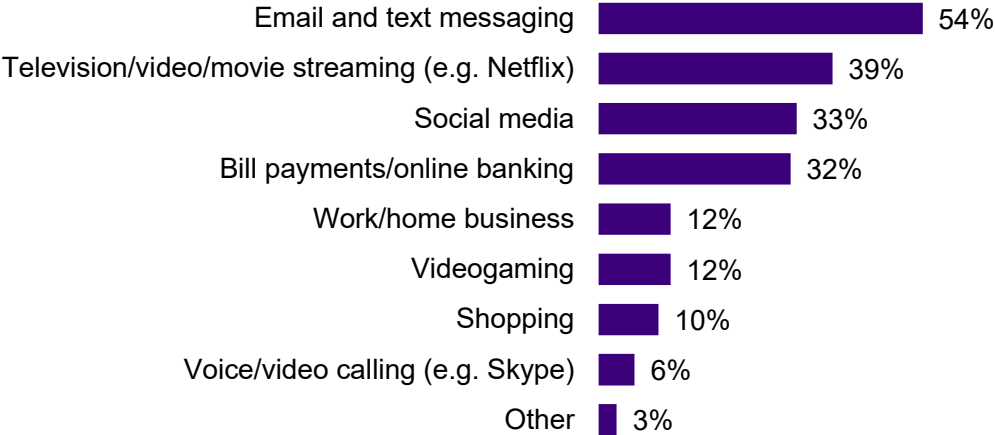 Email and text messaging 54%
Television/video/movie streaming (e.g. Netflix) 39%
Social media 33%
Bill payments/online banking 32%
Work/home business 12%
Videogaming 12%
Shopping 10%
Voice/video calling (e.g. Skype) 6%
Other 3%